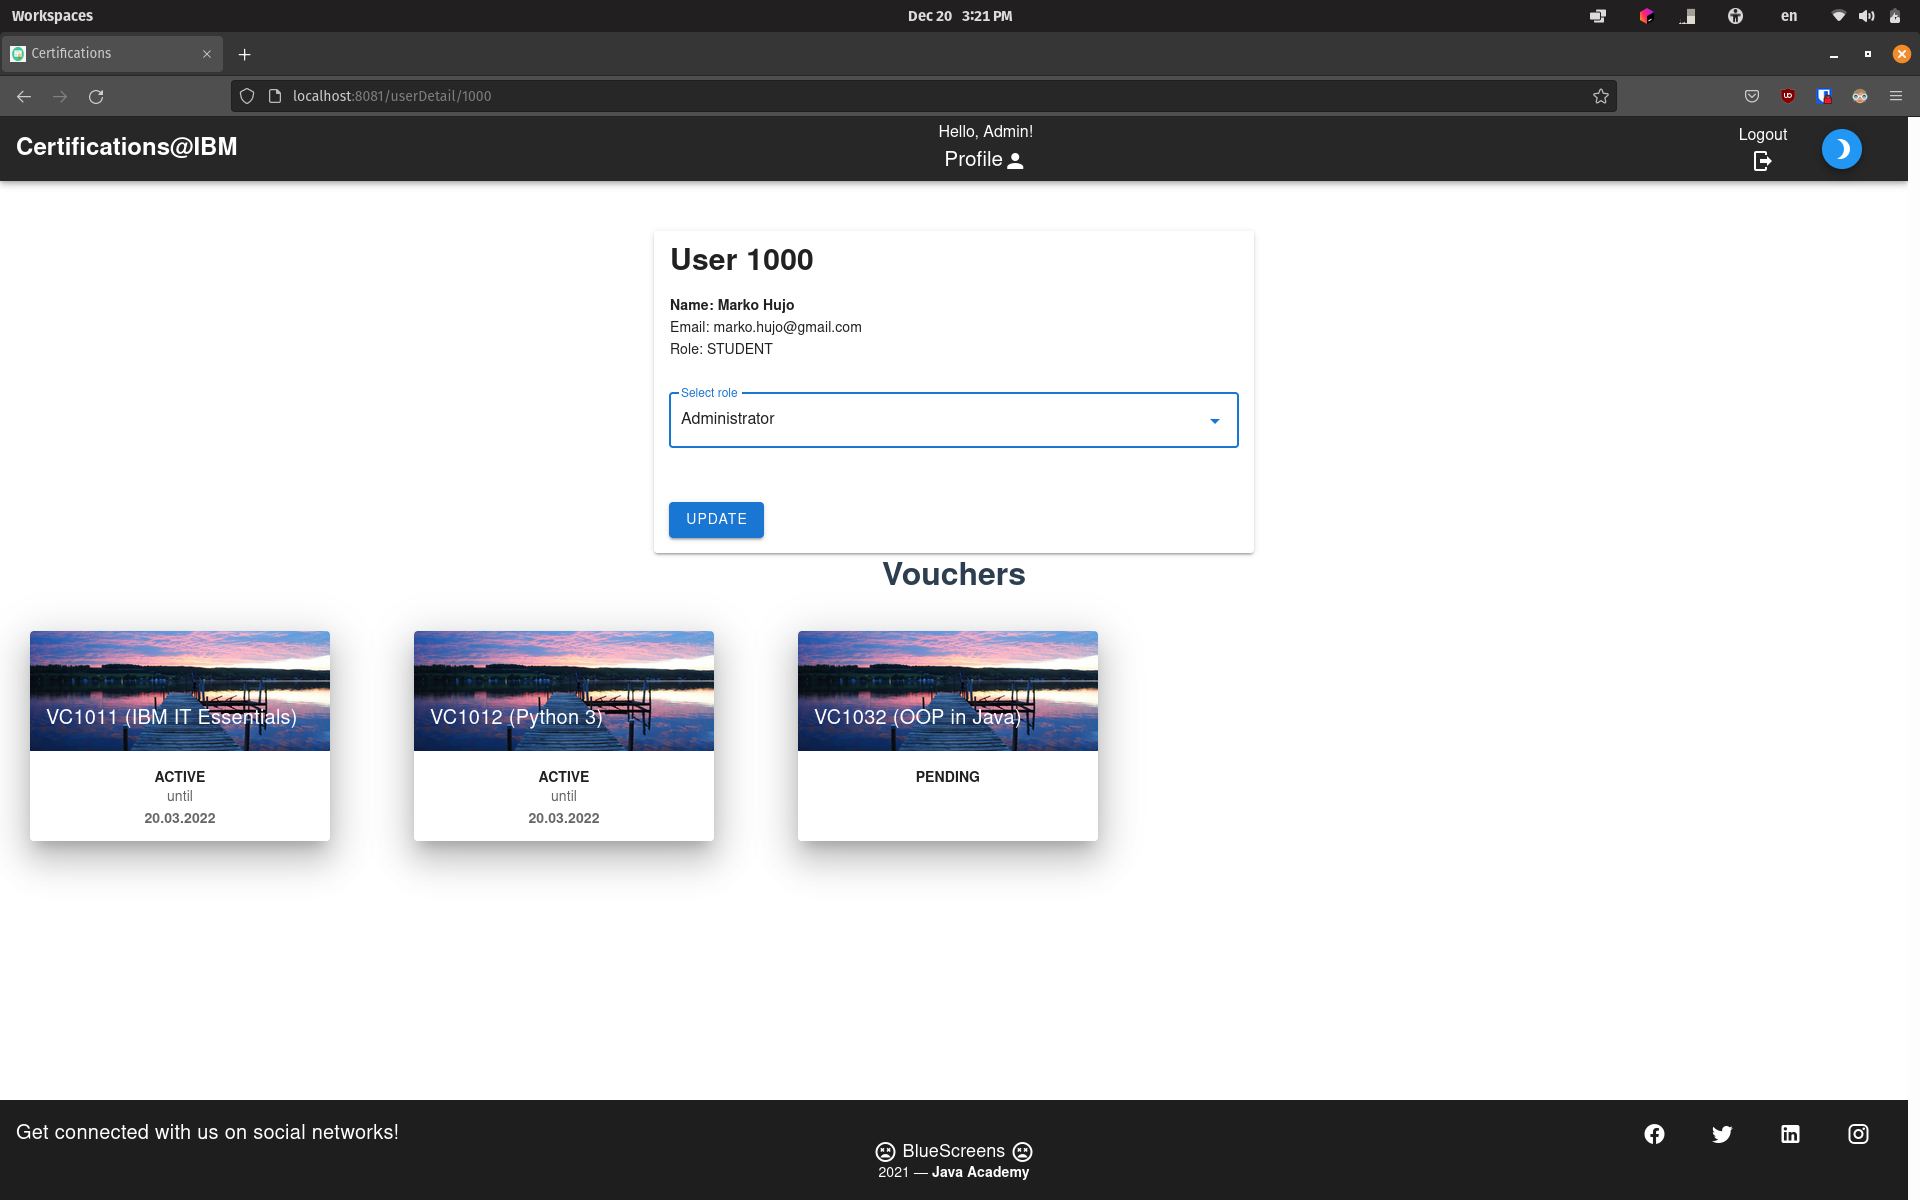 Workspaces
Dec 20 3:21 PM
en
Certifications
localhost:8081/userDetail/1000
Certifications@IBM
Hello, Admin!
Profile
Logout
User 1000
Name: Marko Hujo
Email: marko.hujo@gmail.com
Role: STUDENT
Select role
Administrator
UPDATE
Vouchers
VC1011 (IBM IT Essentials)
ACTIVE
until
20.03.2022
VC1012 (Python 3)
ACTIVE
until
20.03.2022
VC1032 (OOP in Java)
PENDING
Get connected with us on social networks!
BlueScreens
2021 — Java Academy